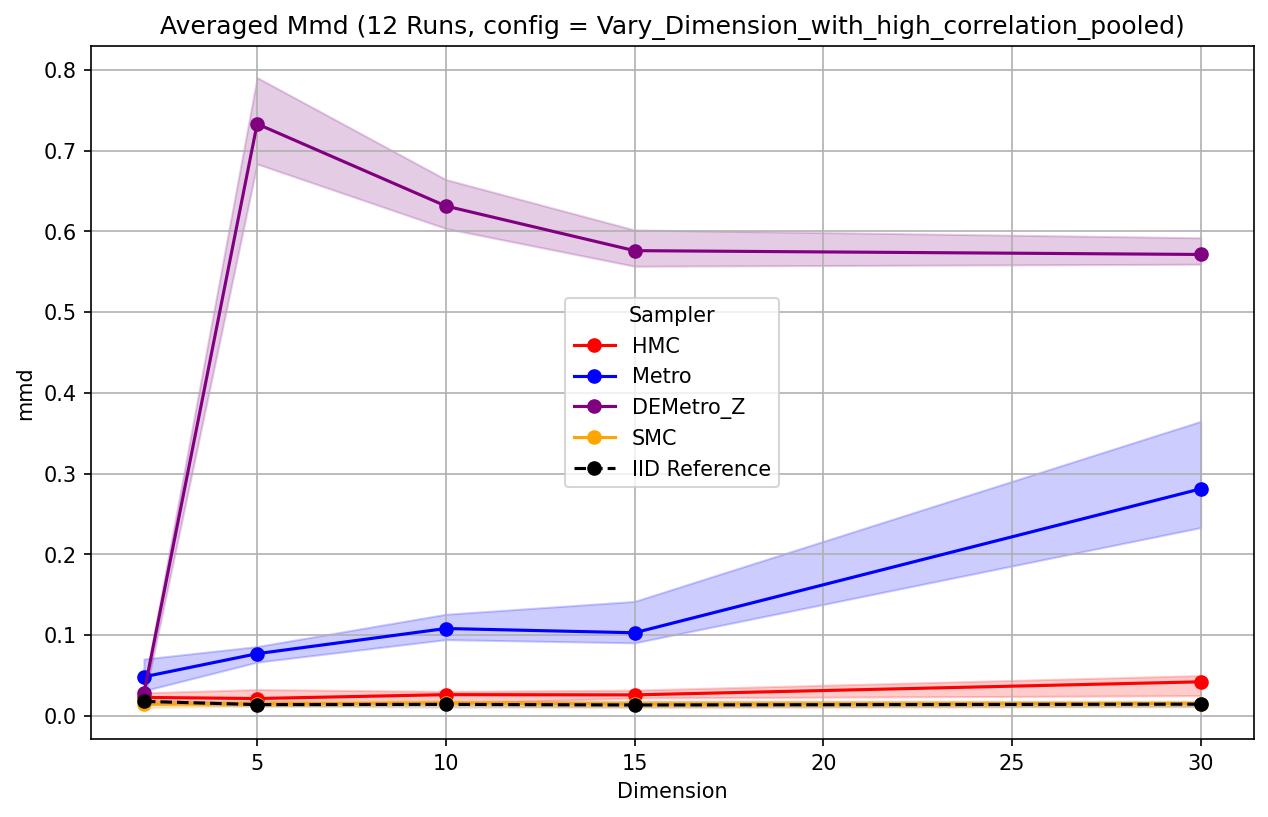 Averaged Mmd (12 Runs, config = Vary_Dimension_with_high_correlation_pooled)
mmd
0.8
0.7
0.6
0.5
0.4
0.3
0.2
0.1
0.0
Sampler
HMC
Metro
DEMetro_Z
SMC
IID Reference
5 10 15 20 25 30
Dimension